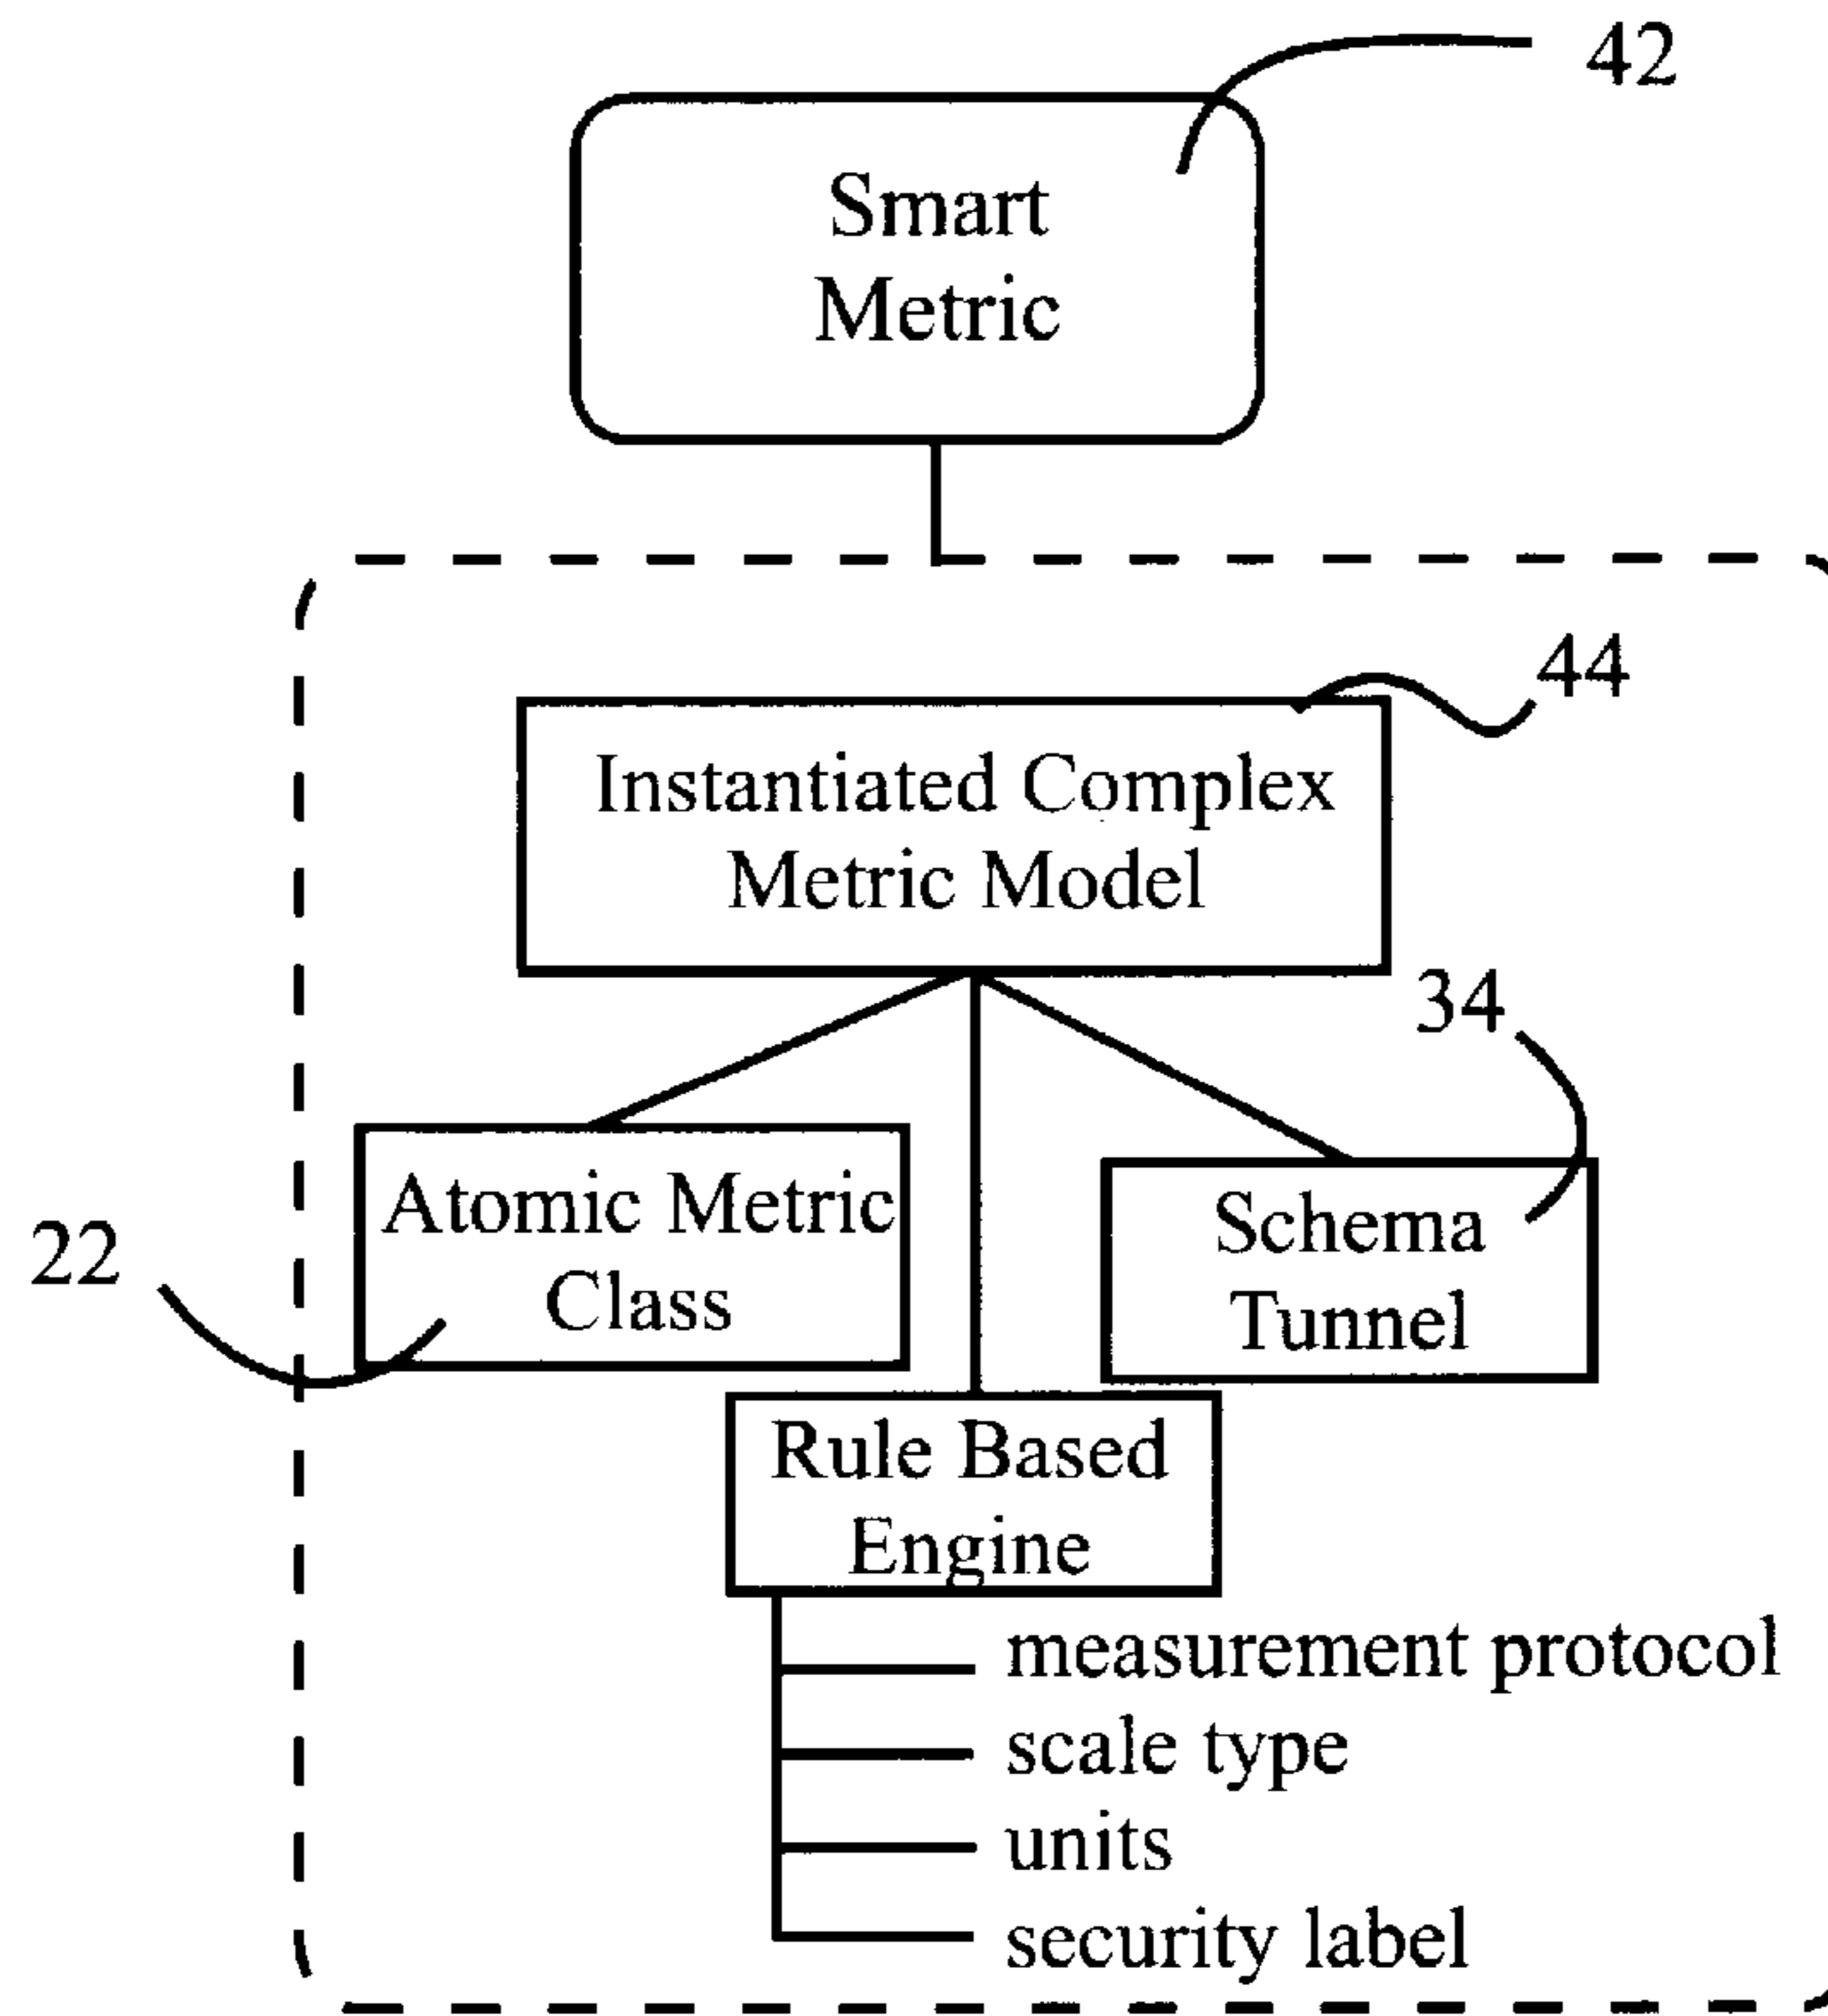 42
Smart
Metric
44
Instantiated Complex
Metric Model
34
Atomic Metric
Class
Schema
Tunnel
22
Rule Based
Engine
measurement protocol
scale type
units
security label